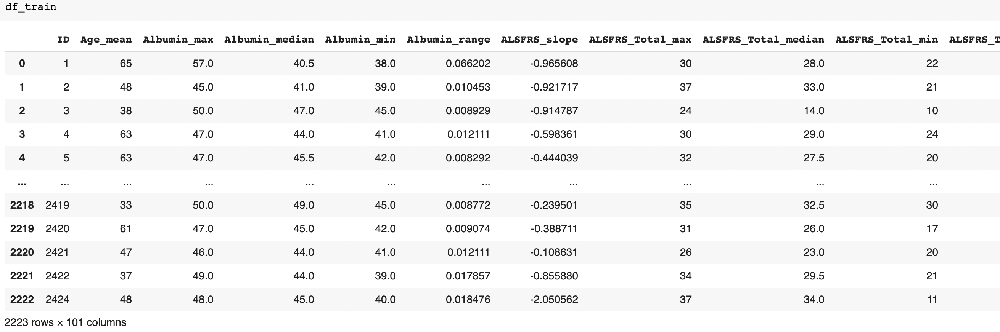 df_train
ID Age_mean Albumin_max Albumin_median Albumin_min Albumin_range ALSFRS_slope ALSFRS_Total_max ALSFRS_Total_median ALSFRS_Total_min ALSFRS_T
0 1 65 57.0 40.5 38.0 0.066202 -0.965608 30 28.0 22
1 2 48 45.0 41.0 39.0 0.010453 -0.921717 37 33.0 21
2 3 38 50.0 47.0 45.0 0.008929 -0.914787 24 14.0 10
3 4 63 47.0 44.0 41.0 0.012111 -0.598361 30 29.0 24
4 5 63 47.0 45.5 42.0 0.008292 -0.444039 32 27.5 20
... ... ... ... ... ... ... ... ... ... ...
2218 2419 33 50.0 49.0 45.0 0.008772 -0.239501 35 32.5 30
2219 2420 61 47.0 45.0 42.0 0.009074 -0.388711 31 26.0 17
2220 2421 47 46.0 44.0 41.0 0.012111 -0.108631 26 23.0 20
2221 2422 37 49.0 44.0 39.0 0.017857 -0.855880 34 29.5 21
2222 2424 48 48.0 45.0 40.0 0.018476 -2.050562 37 34.0 11
2223 rows × 101 columns